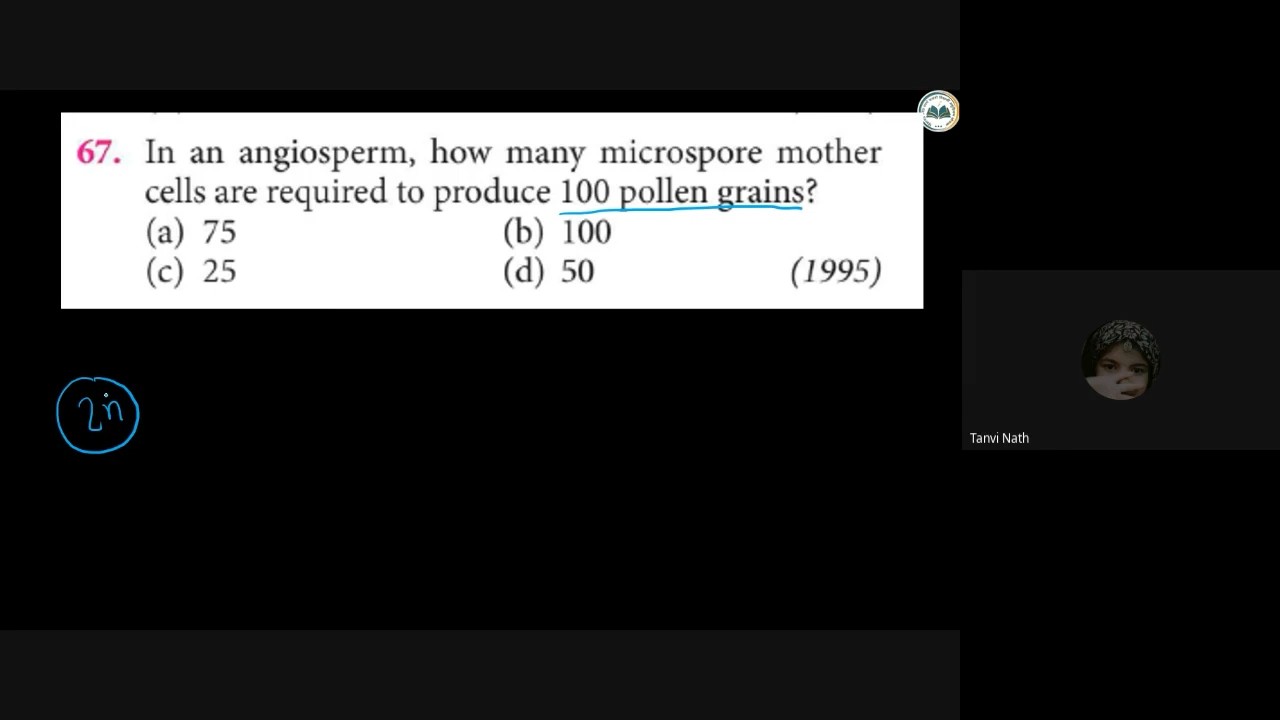 67. In an angiosperm, how many microspore mother
cells are required to produce 100 pollen grains?
(a) 75 (b) 100
(c) 25 (d) 50 (1995)
2n
Tanvi Nath